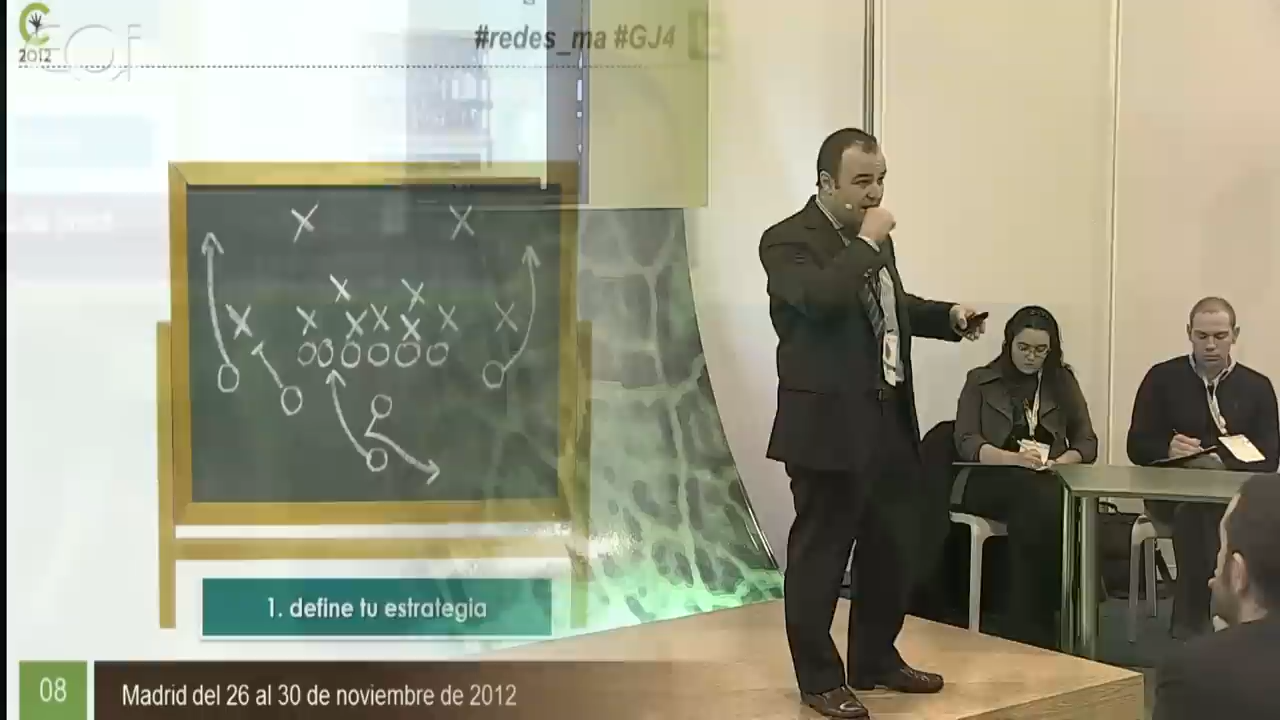 #redes_ma #GJ4
2012
1. define tu estrategia
08
Madrid del 26 al 30 de noviembre de 2012